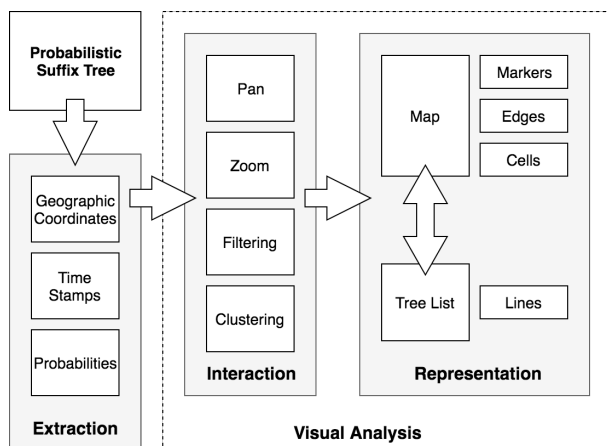 Probabilistic
Suffix Tree
Geographic
Coordinates
Time
Stamps
Probabilities
Extraction
Pan
Zoom
Filtering
Clustering
Interaction
Map
Markers
Edges
Cells
Tree List
Lines
Representation
Visual Analysis